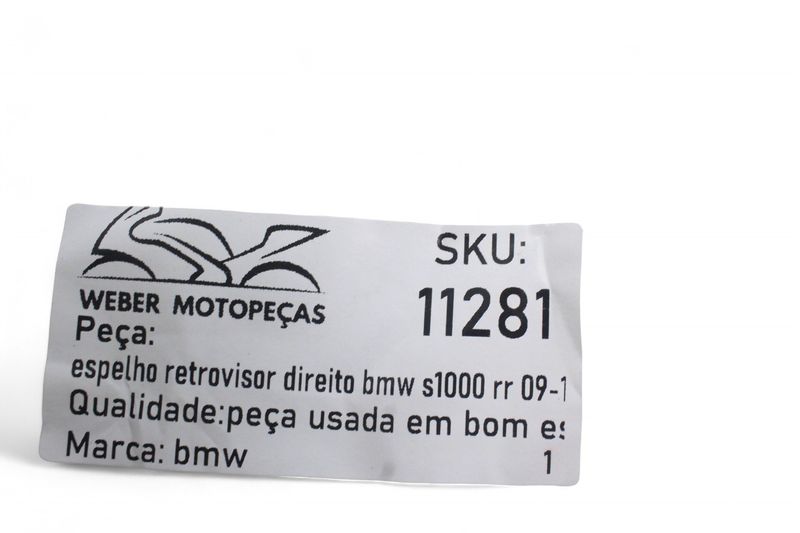 WEBER MOTOPEÇAS
SKU:
11281
Peça:
espelho retrovisor direito bmw s1000 rr 09-1
Qualidade:peça usada em bom es
Marca: bmw
1